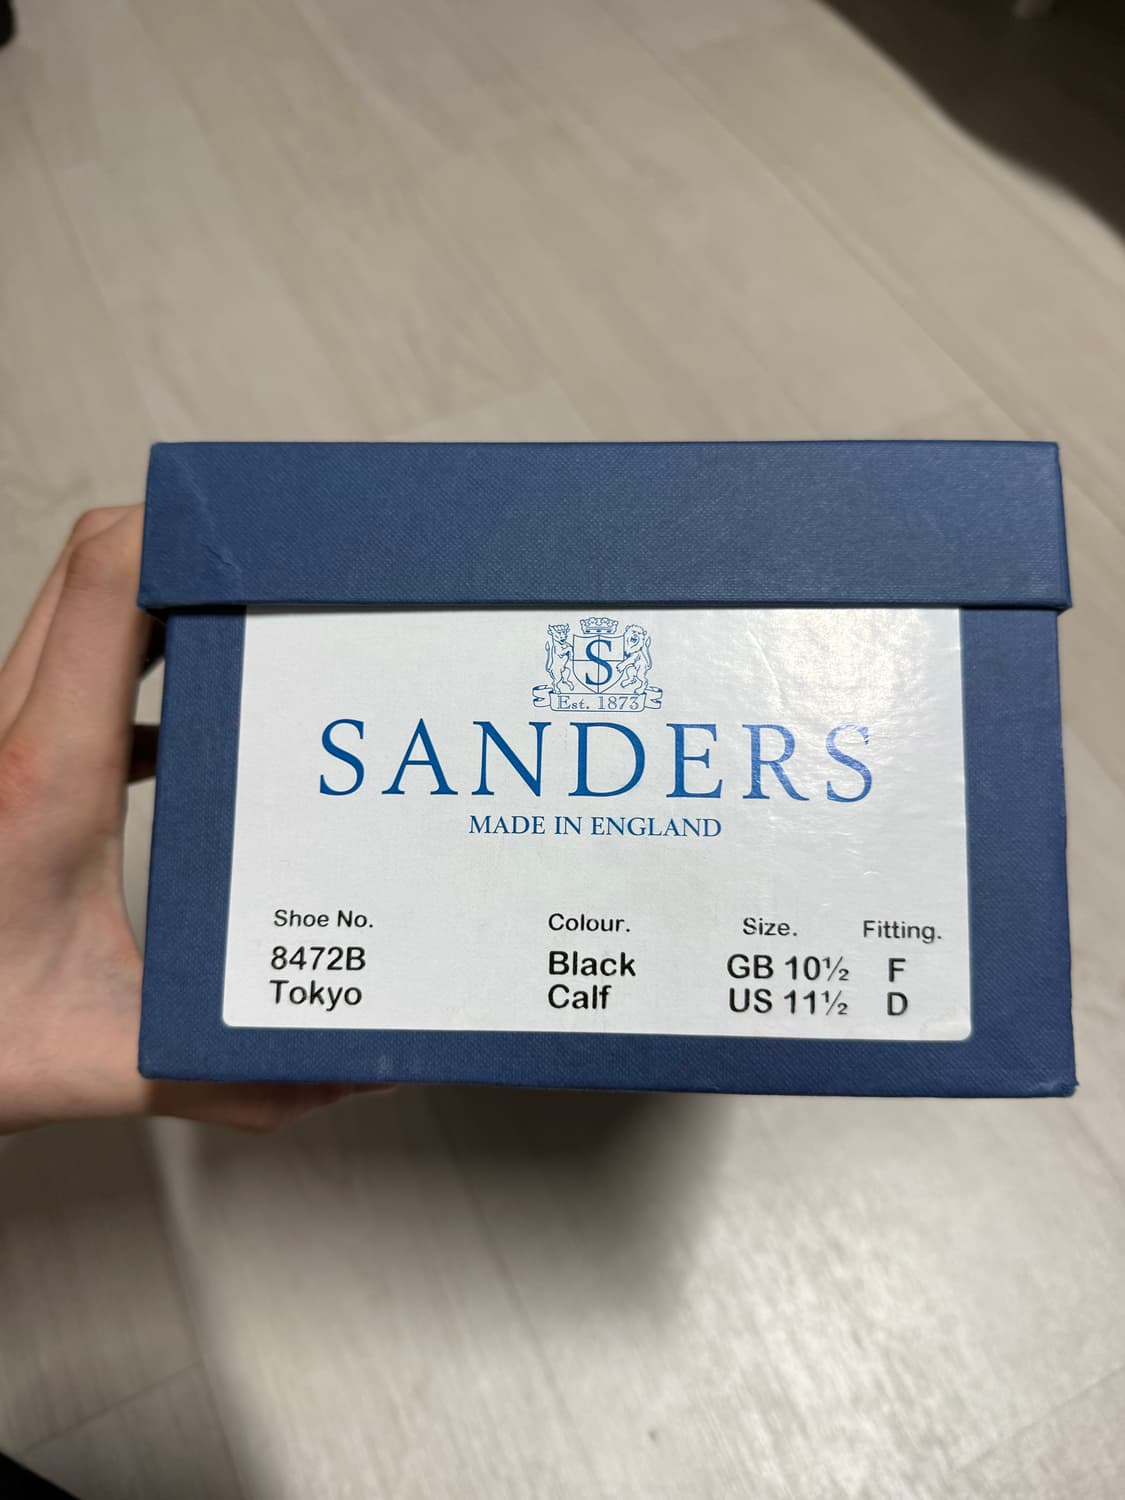 S
Est. 1873
SANDERS
MADE IN ENGLAND
Shoe No. Colour. Size. Fitting.
8472B Black GB 10½ F
Tokyo Calf US 11½ D